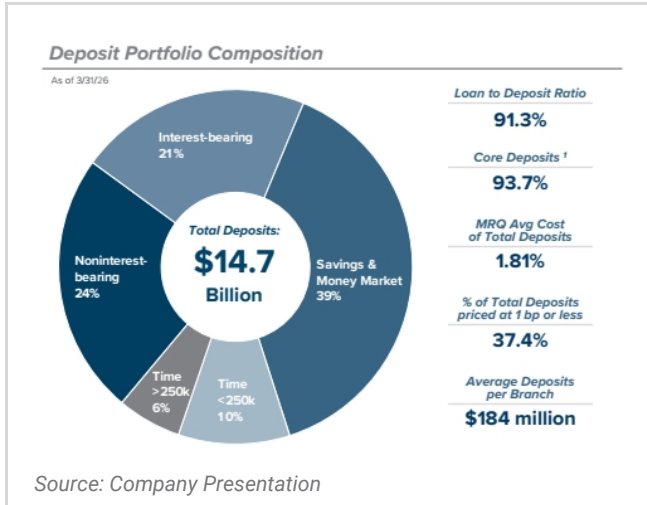 Deposit Portfolio Composition
As of 3/31/26
Interest-bearing
21%
Savings &
Money Market
39%
Time
<250k
10%
Time
>250k
6%
Noninterest-
bearing
24%
Total Deposits:
$14.7
Billion
Loan to Deposit Ratio
91.3%
Core Deposits ¹
93.7%
MRQ Avg Cost
of Total Deposits
1.81%
% of Total Deposits
priced at 1 bp or less
37.4%
Average Deposits
per Branch
$184 million
Source: Company Presentation